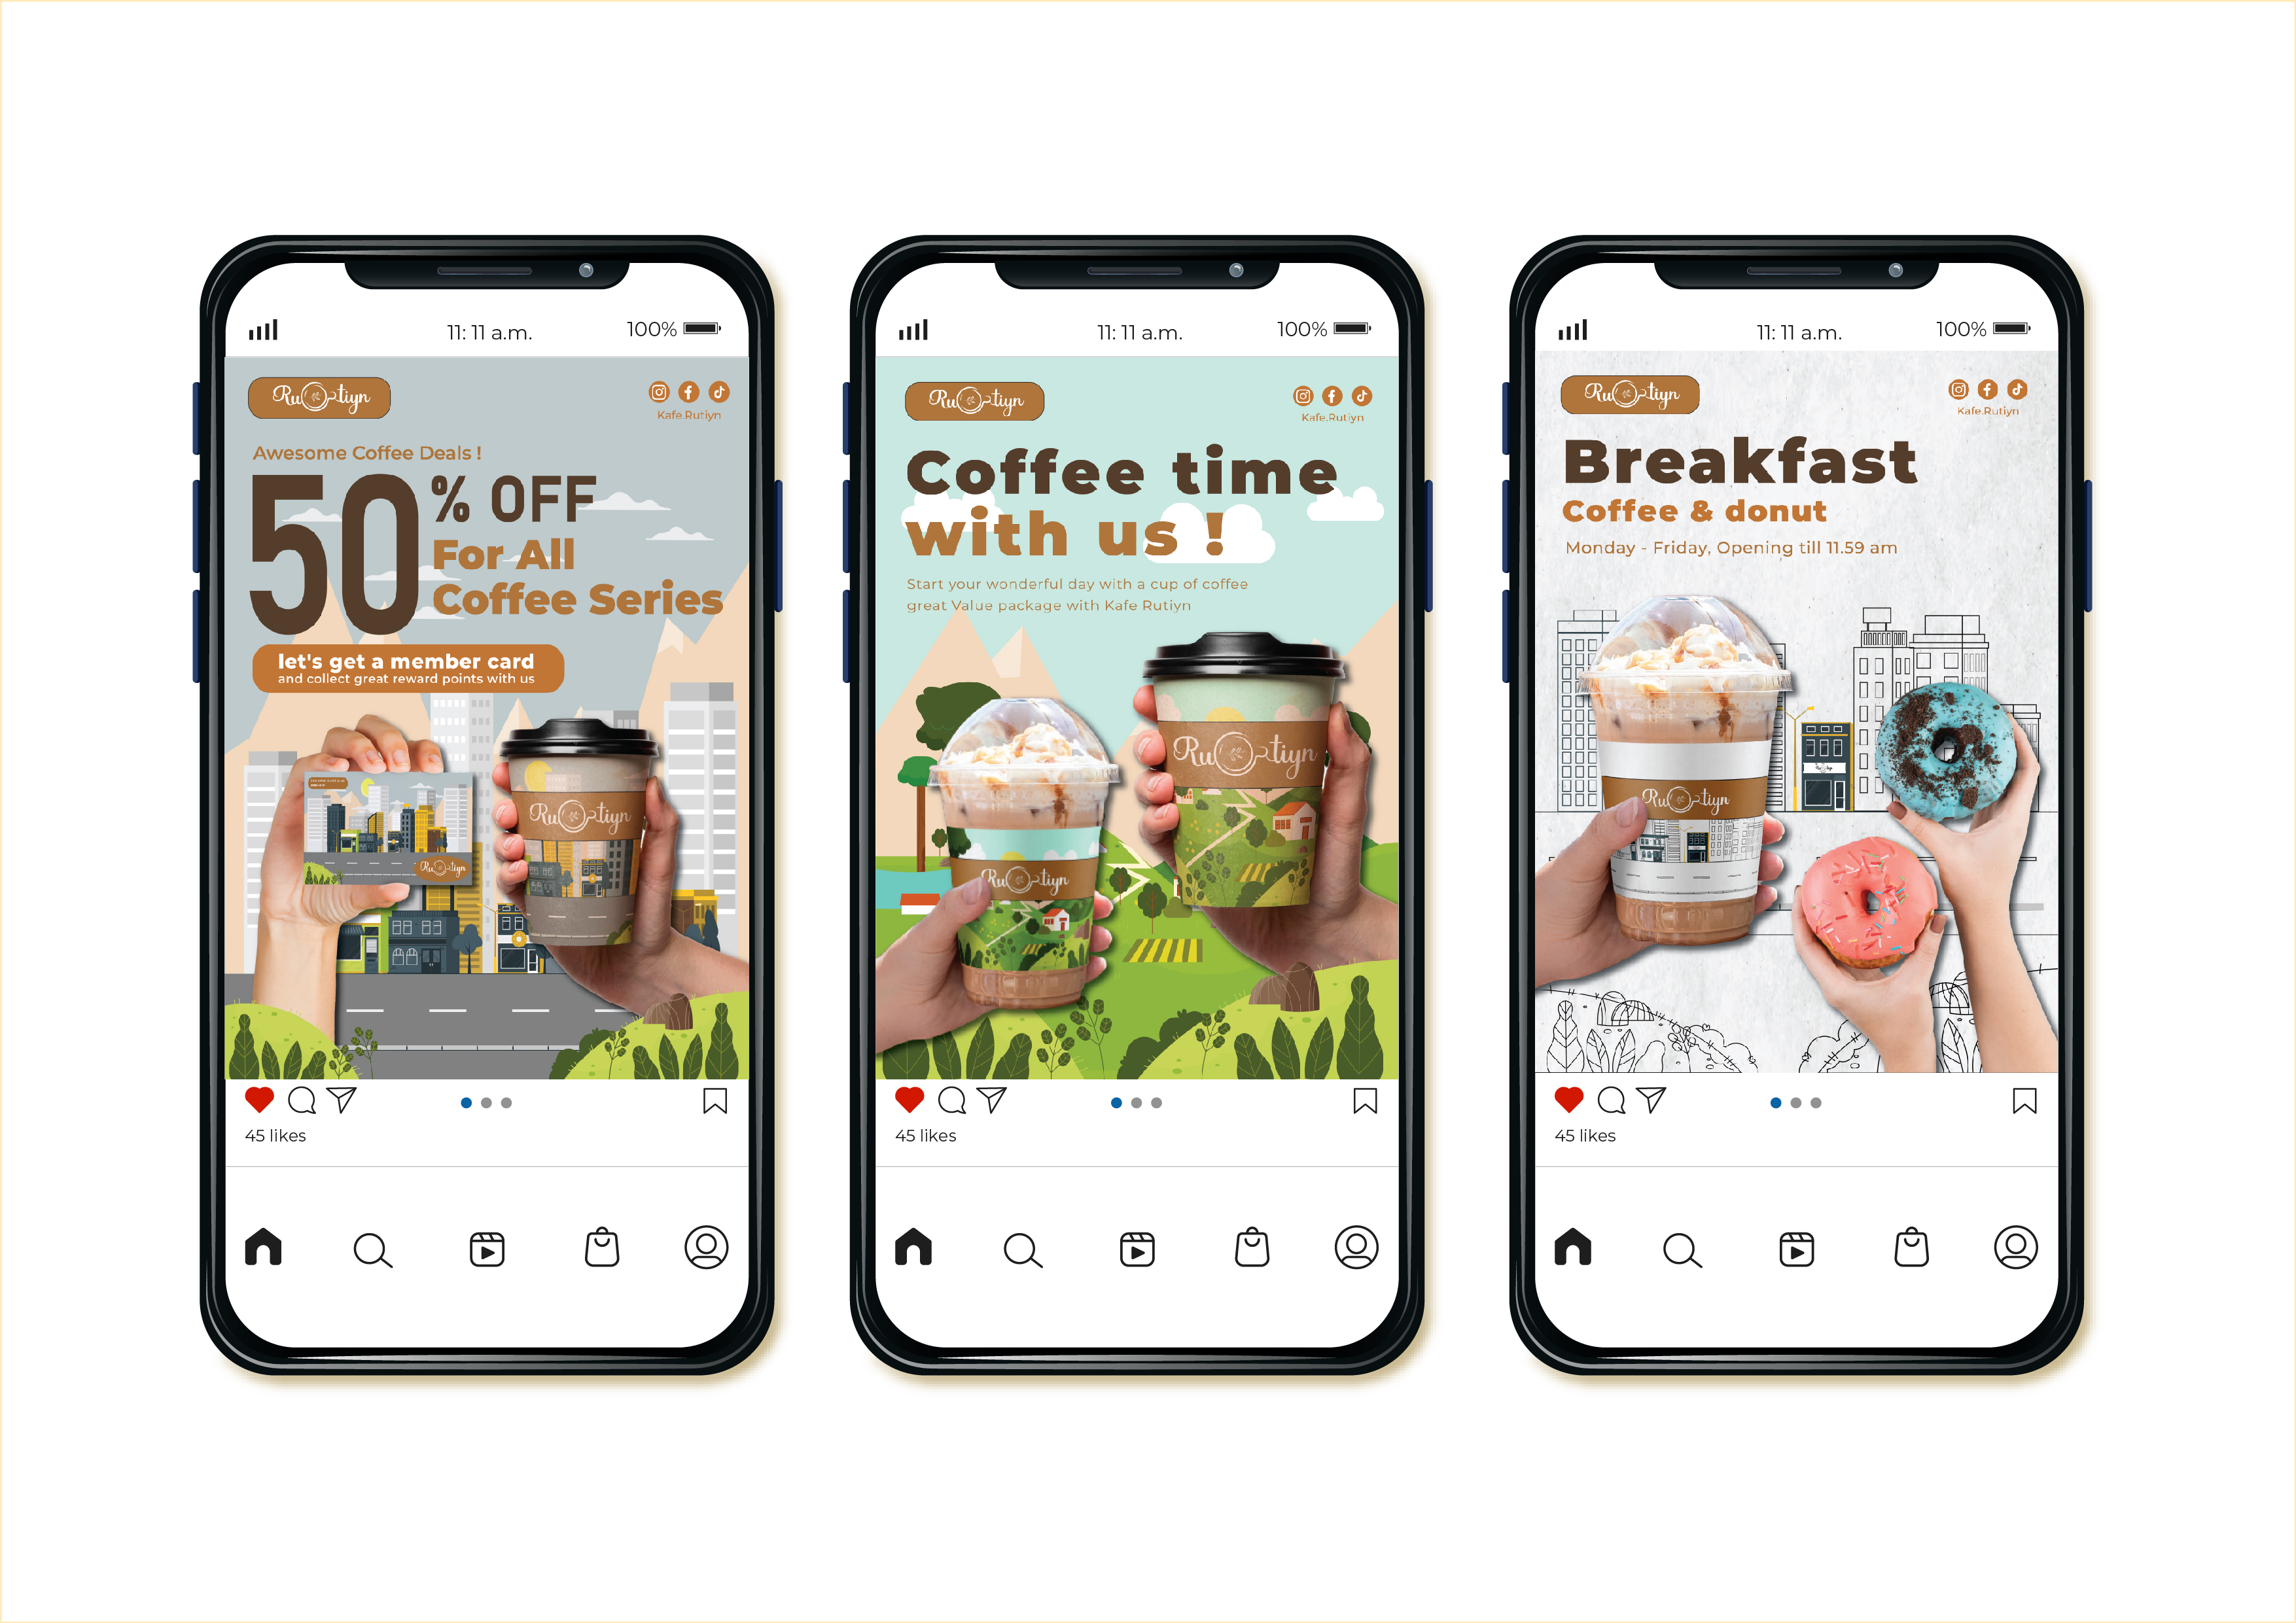 11: 11 a.m.
100%
Rutiyn
Kafe.Rutiyn
Awesome Coffee Deals !
50% OFF
For All
Coffee Series
let's get a member card
and collect great reward points with us
Rutiyn
Rutiyn
45 likes
11: 11 a.m.
100%
Rutiyn
Kafe.Rutiyn
Coffee time
with us !
Start your wonderful day with a cup of coffee
great Value package with Kafe Rutiyn
Rutiyn
Rutiyn
45 likes
11: 11 a.m.
100%
Rutiyn
Kafe.Rutiyn
Breakfast
Coffee & donut
Monday - Friday, Opening till 11.59 am
Rutiyn
45 likes